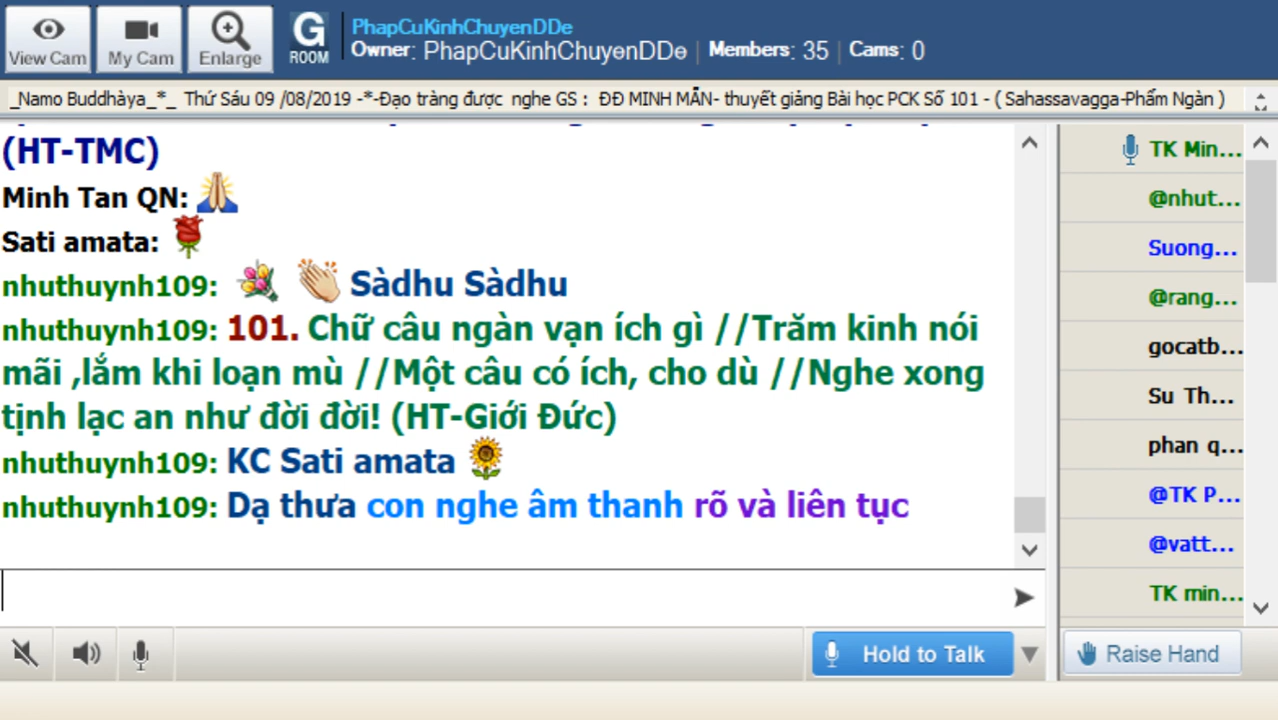 View Cam
My Cam
Enlarge
G
ROOM
PhapCuKinhChuyenDDe
Owner: PhapCuKinhChuyenDDe | Members: 35 | Cams: 0
_Namo Buddhàya_*_ Thứ Sáu 09 /08/2019 -*-Đạo tràng được nghe GS : ĐĐ MINH MẪN- thuyết giảng Bài học PCK Số 101 - ( Sahassavagga-Phẩm Ngàn )
(HT-TMC)
Minh Tan QN:
Sati amata:
nhuthuynh109: Sàdhu Sàdhu
nhuthuynh109: 101. Chữ câu ngàn vạn ích gì //Trăm kinh nói
mãi ,lắm khi loạn mù //Một câu có ích, cho dù //Nghe xong
tịnh lạc an như đời đời! (HT-Giới Đức)
nhuthuynh109: KC Sati amata
nhuthuynh109: Dạ thưa con nghe âm thanh rõ và liên tục
TK Min...
@nhut...
Suong...
@rang...
gocatb...
Su Th...
phan q...
@TK P...
@vatt...
TK min...
Hold to Talk
Raise Hand